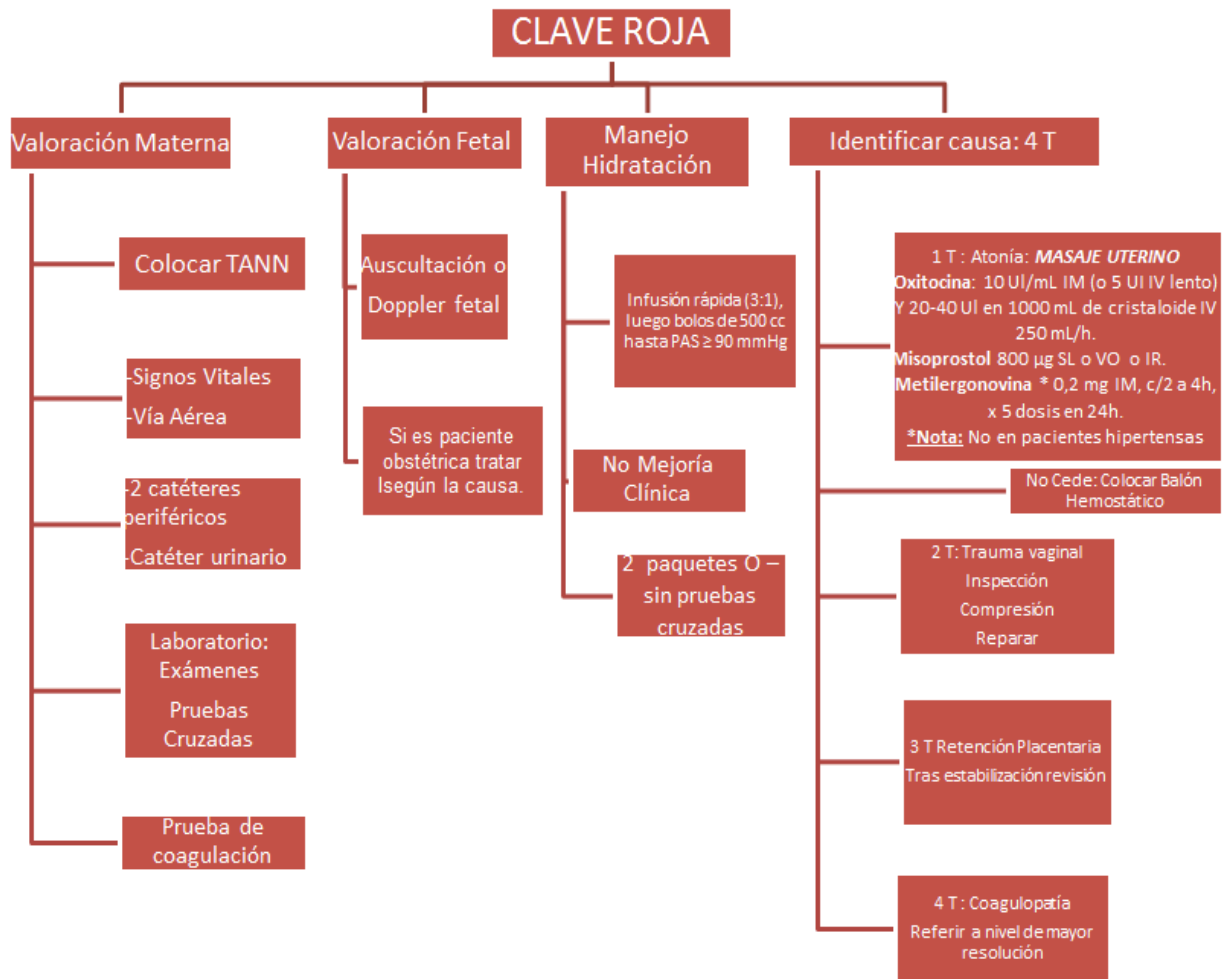 CLAVE ROJA
Valoración Materna
Colocar TANN
-Signos Vitales
-Vía Aérea
-2 catéteres
periféricos
-Catéter urinario
Laboratorio:
Exámenes
Pruebas
Cruzadas
Prueba de
coagulación
Valoración Fetal
Auscultación o
Doppler fetal
Si es paciente
obstétrica tratar
lsegún la causa.
Manejo
Hidratación
Infusión rápida (3:1),
luego bolos de 500 cc
hasta PAS ≥ 90 mmHg
No Mejoría
Clínica
2 paquetes O –
sin pruebas
cruzadas
Identificar causa: 4 T
1 T : Atonía: MASAJE UTERINO
Oxitocina: 10 UI/mL IM (o 5 UI IV lento)
Y 20-40 UI en 1000 mL de cristaloide IV
250 mL/h.
Misoprostol 800 µg SL o VO o IR.
Metilergonovina * 0,2 mg IM, c/2 a 4h,
x 5 dosis en 24h.
*Nota: No en pacientes hipertensas
No Cede: Colocar Balón
Hemostático
2 T: Trauma vaginal
Inspección
Compresión
Reparar
3 T Retención Placentaria
Tras estabilización revisión
4 T : Coagulopatía
Referir a nivel de mayor
resolución